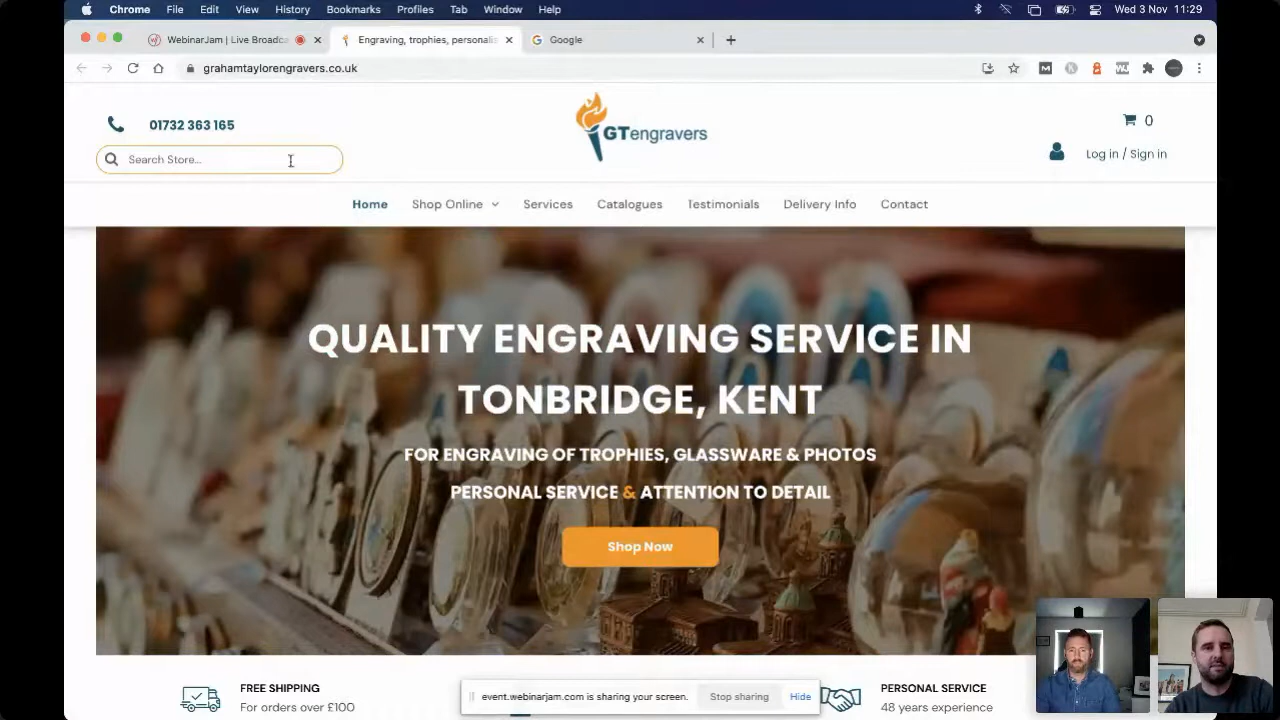 Chrome File Edit View History Bookmarks Profiles Tab Window Help Wed 3 Nov 11:29
WebinarJam | Live Broadca Engraving, trophies, personalis Google
grahamtaylorengravers.co.uk
01732 363 165
Search Store...
GTengravers
0
Log in / Sign in
Home Shop Online Services Catalogues Testimonials Delivery Info Contact
QUALITY ENGRAVING SERVICE IN
TONBRIDGE, KENT
FOR ENGRAVING OF TROPHIES, GLASSWARE & PHOTOS
PERSONAL SERVICE & ATTENTION TO DETAIL
Shop Now
FREE SHIPPING
For orders over £100
event.webinarjam.com is sharing your screen. Stop sharing Hide
PERSONAL SERVICE
48 years experience